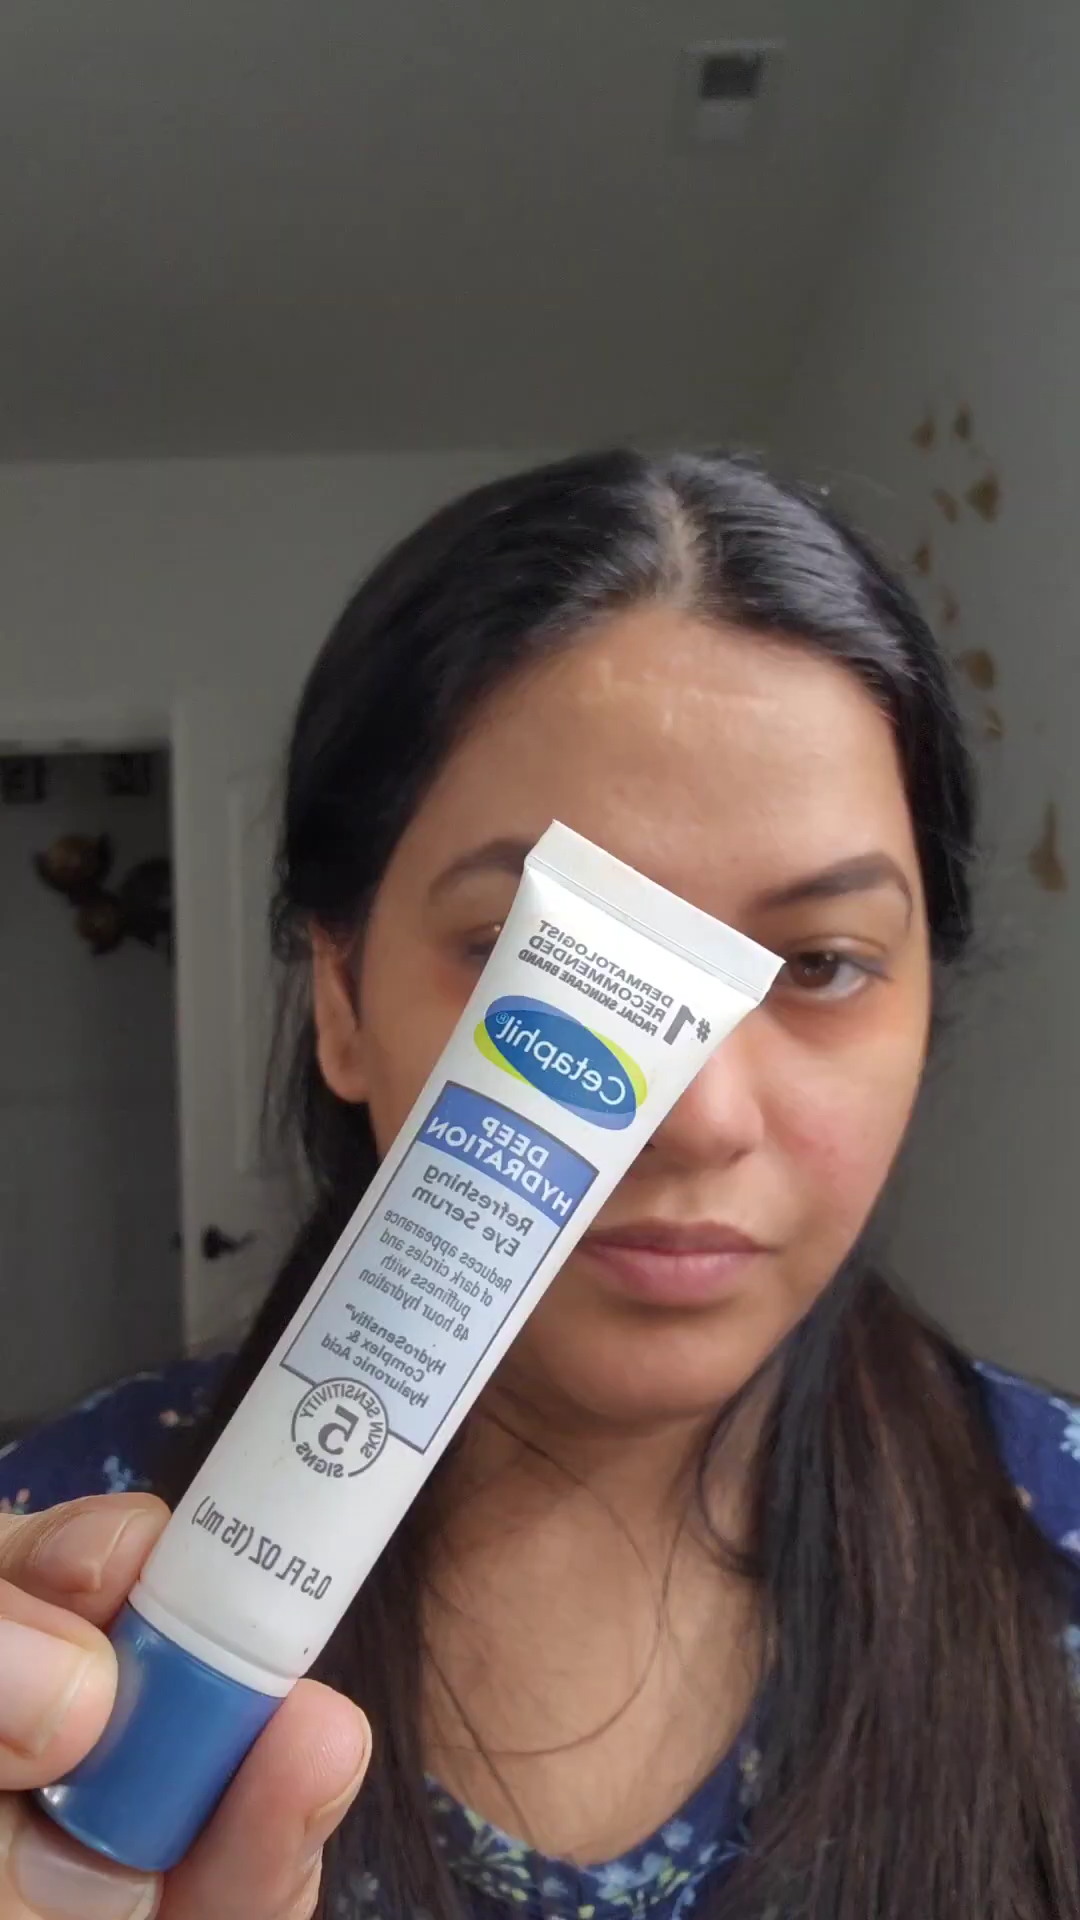 #1 DERMATOLOGIST
RECOMMENDED
FACIAL SKINCARE BRAND
Cetaphil®
DEEP
HYDRATION
Refreshing
Eye Serum
Reduces appearance
of dark circles and
puffiness with
48 hour hydration
HydroSensitiv™
Complex &
Hyaluronic Acid
5
SIGNS
SKIN SENSITIVITY
0.5 FL OZ (15 mL)